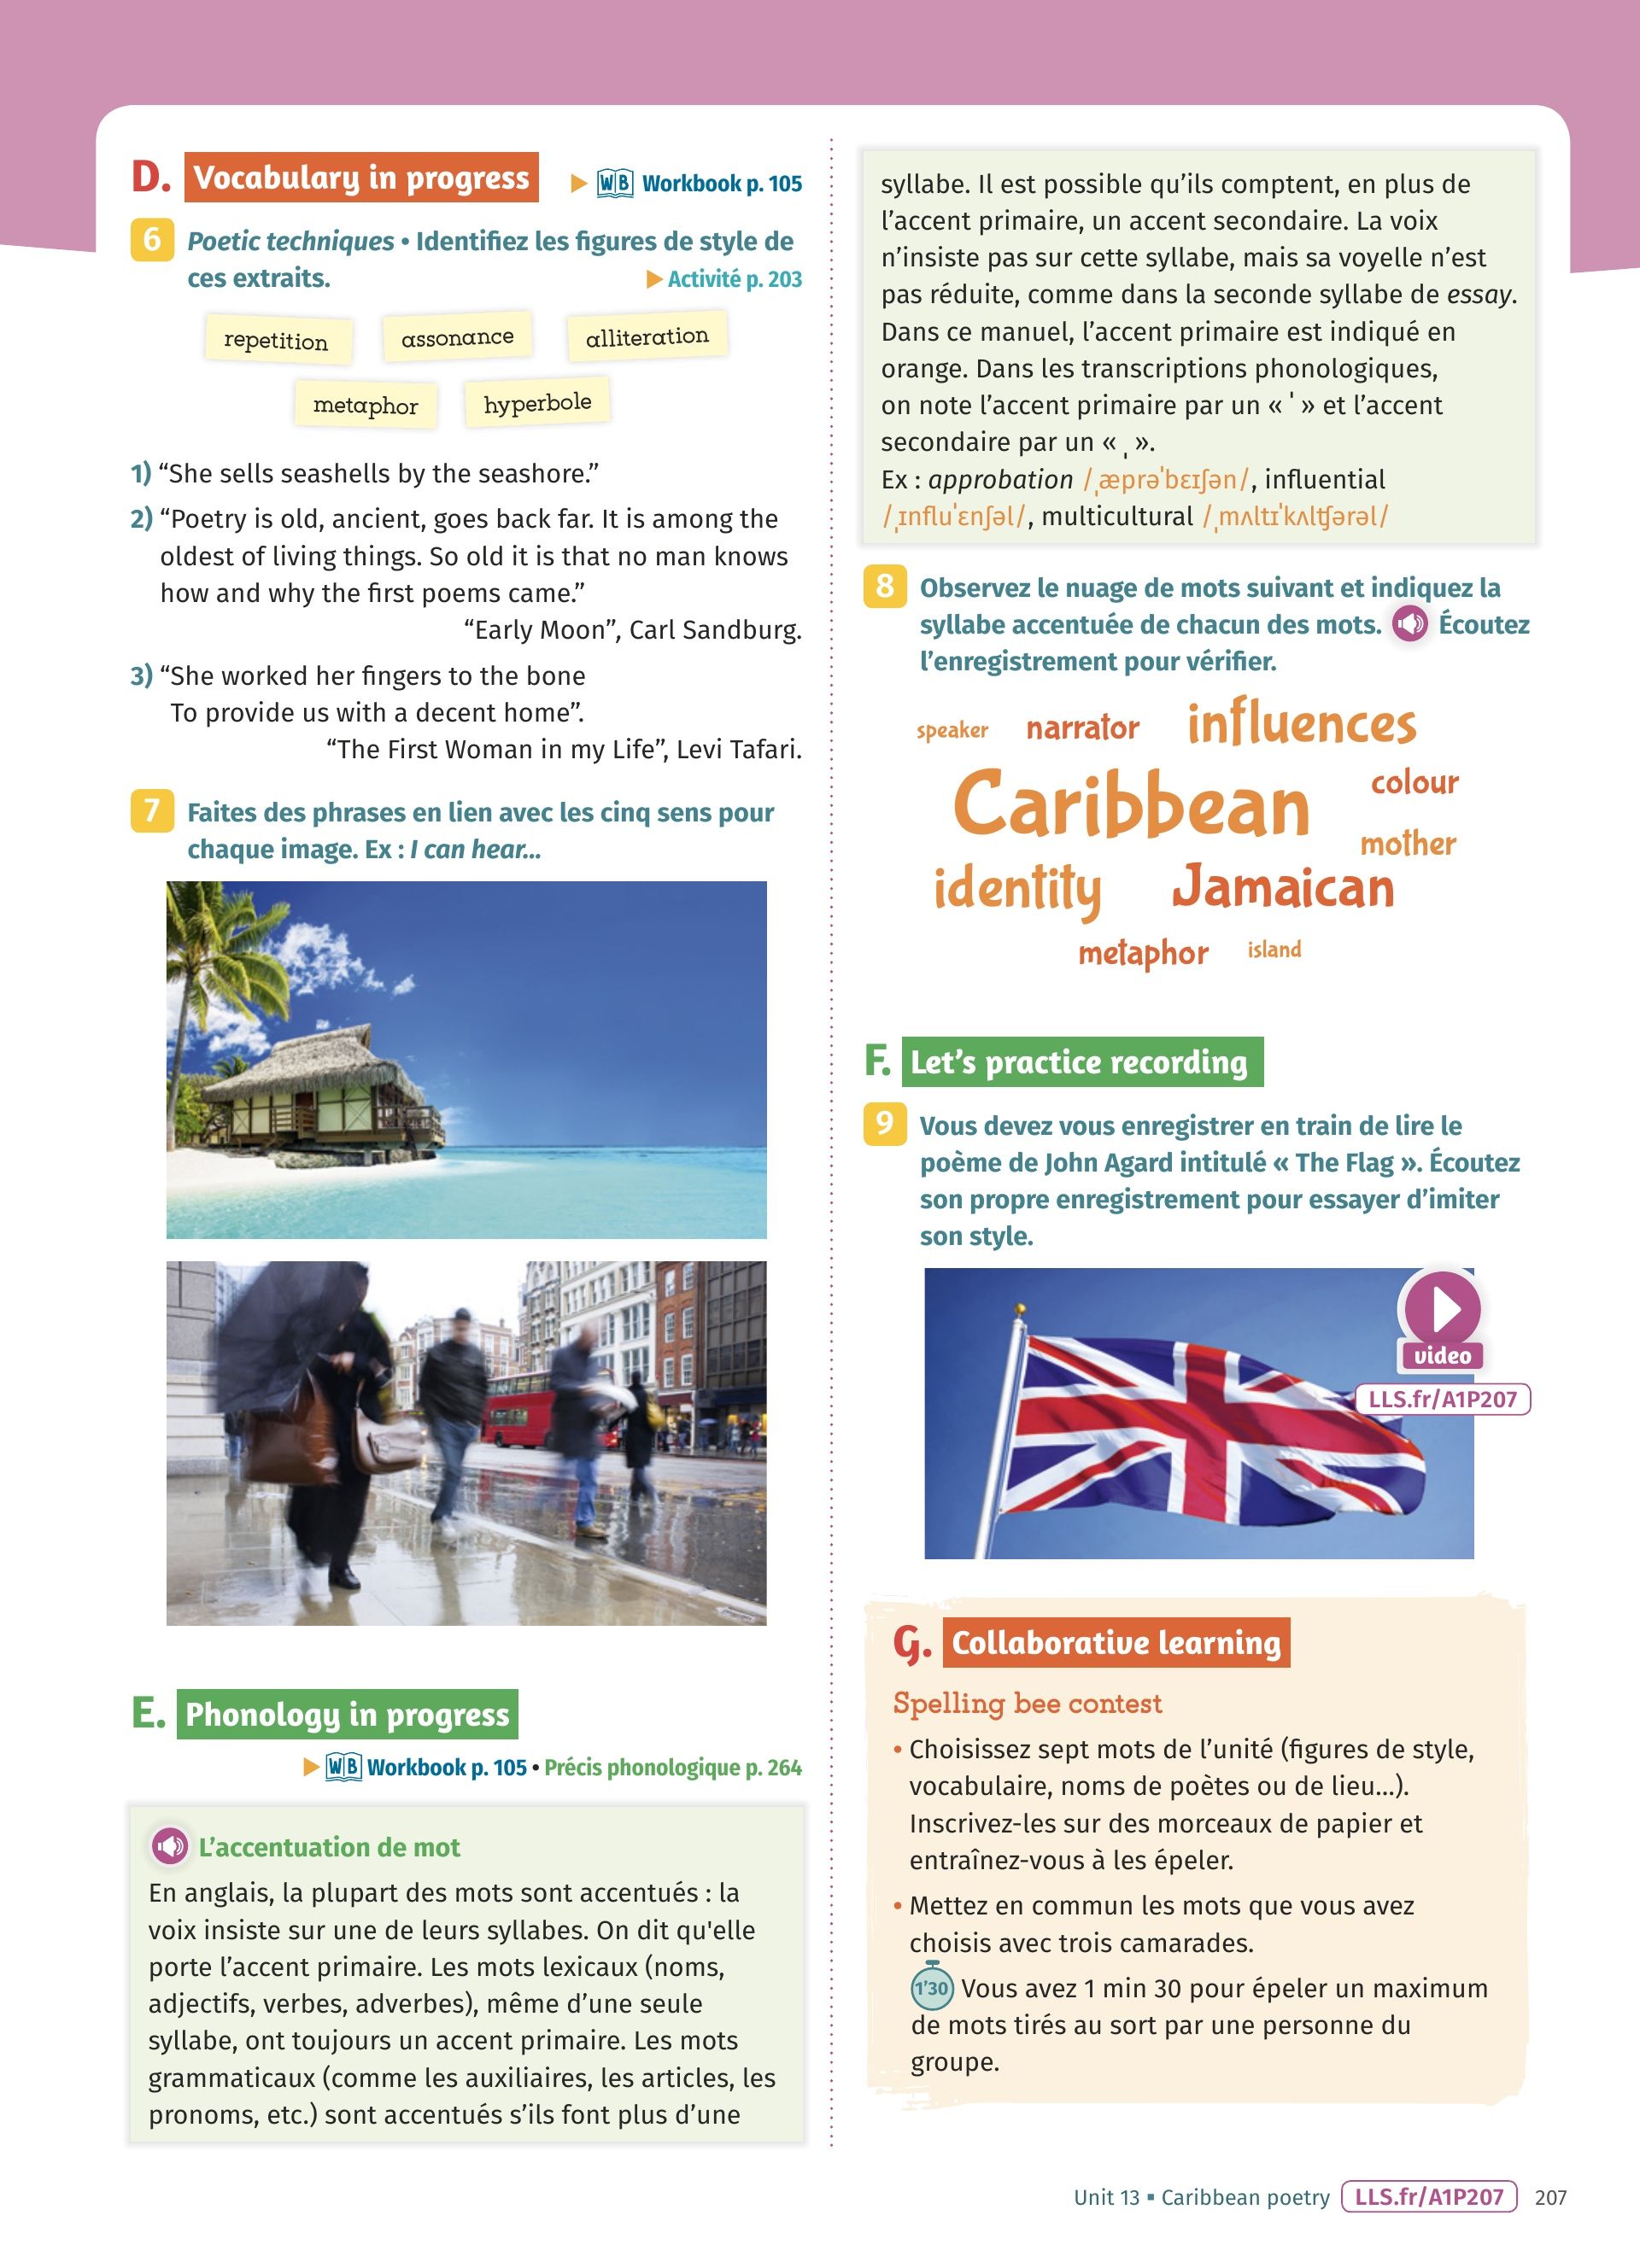 D. Vocabulary in progress
WB Workbook p. 105
6 Poetic techniques • Identifiez les figures de style de
ces extraits.
Activité p. 203
repetition assonance alliteration
metaphor hyperbole
1) “She sells seashells by the seashore.”
2) “Poetry is old, ancient, goes back far. It is among the
oldest of living things. So old it is that no man knows
how and why the first poems came.”
“Early Moon”, Carl Sandburg.
3) “She worked her fingers to the bone
To provide us with a decent home”.
“The First Woman in my Life”, Levi Tafari.
7 Faites des phrases en lien avec les cinq sens pour
chaque image. Ex : I can hear...
E. Phonology in progress
WB Workbook p. 105 • Précis phonologique p. 264
L’accentuation de mot
En anglais, la plupart des mots sont accentués : la
voix insiste sur une de leurs syllabes. On dit qu'elle
porte l’accent primaire. Les mots lexicaux (noms,
adjectifs, verbes, adverbes), même d’une seule
syllabe, ont toujours un accent primaire. Les mots
grammaticaux (comme les auxiliaires, les articles, les
pronoms, etc.) sont accentués s’ils font plus d’une
syllabe. Il est possible qu’ils comptent, en plus de
l’accent primaire, un accent secondaire. La voix
n’insiste pas sur cette syllabe, mais sa voyelle n’est
pas réduite, comme dans la seconde syllabe de essay.
Dans ce manuel, l’accent primaire est indiqué en
orange. Dans les transcriptions phonologiques,
on note l’accent primaire par un « ˈ » et l’accent
secondaire par un « ˌ ».
Ex : approbation /ˌæprəˈbɛɪʃən/, influential
/ˌɪnfluˈɛnʃəl/, multicultural /ˌmʌltɪˈkʌlʧərəl/
8 Observez le nuage de mots suivant et indiquez la
syllabe accentuée de chacun des mots. Écoutez
l’enregistrement pour vérifier.
speaker narrator influences
Caribbean colour
mother
identity Jamaican
metaphor island
F. Let’s practice recording
9 Vous devez vous enregistrer en train de lire le
poème de John Agard intitulé « The Flag ». Écoutez
son propre enregistrement pour essayer d’imiter
son style.
video
LLS.fr/A1P207
G. Collaborative learning
Spelling bee contest
• Choisissez sept mots de l’unité (figures de style,
vocabulaire, noms de poètes ou de lieu...).
Inscrivez-les sur des morceaux de papier et
entraînez-vous à les épeler.
• Mettez en commun les mots que vous avez
choisis avec trois camarades.
1’30 Vous avez 1 min 30 pour épeler un maximum
de mots tirés au sort par une personne du
groupe.
Unit 13 ▪ Caribbean poetry LLS.fr/A1P207 207